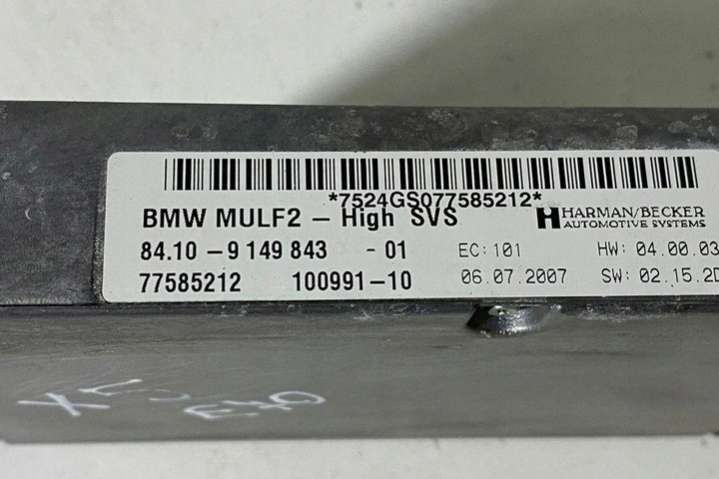 *7524GS077585212*
BMW MULF2 – High SVS
HARMAN/BECKER
AUTOMOTIVE SYSTEMS
84.10 – 9 149 843 - 01 EC: 101 HW: 04.00.03
77585212 100991–10 06.07.2007 SW: 02.15.2D